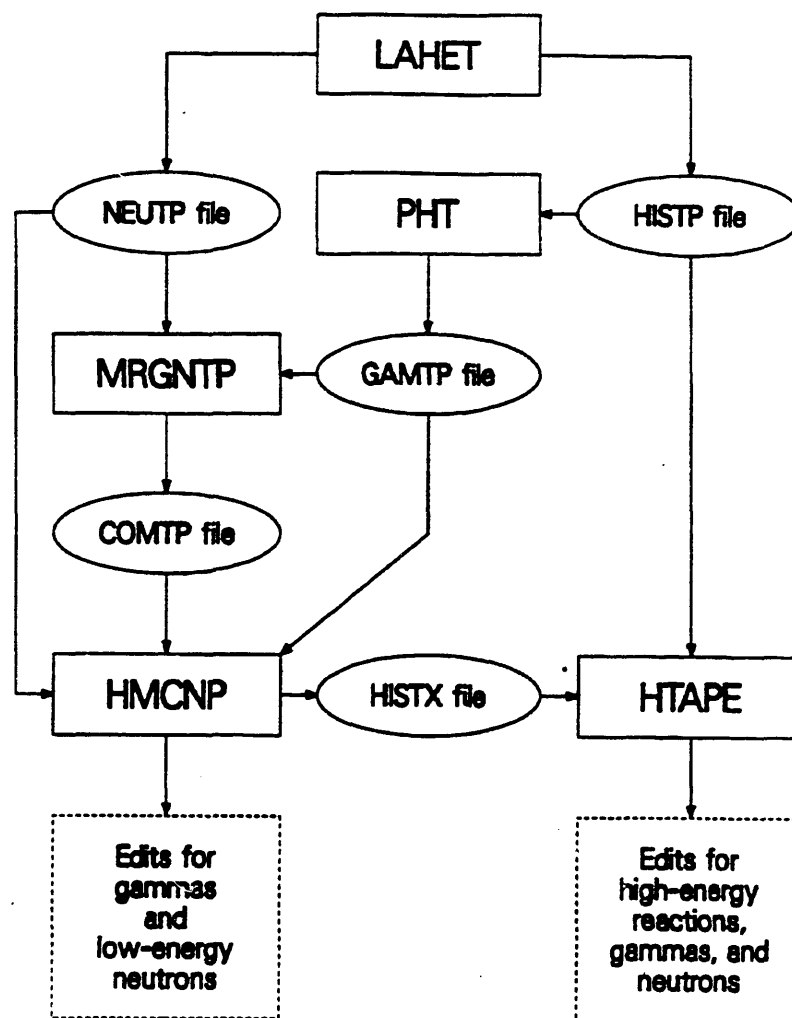 LAHET
NEUTP file
PHT
HISTP file
MRGNTP
GAMTP file
COMTP file
HMCNP
HISTX file
HTAPE
Edits for
gammas
and
low-energy
neutrons
Edits for
high-energy
reactions,
gammas, and
neutrons